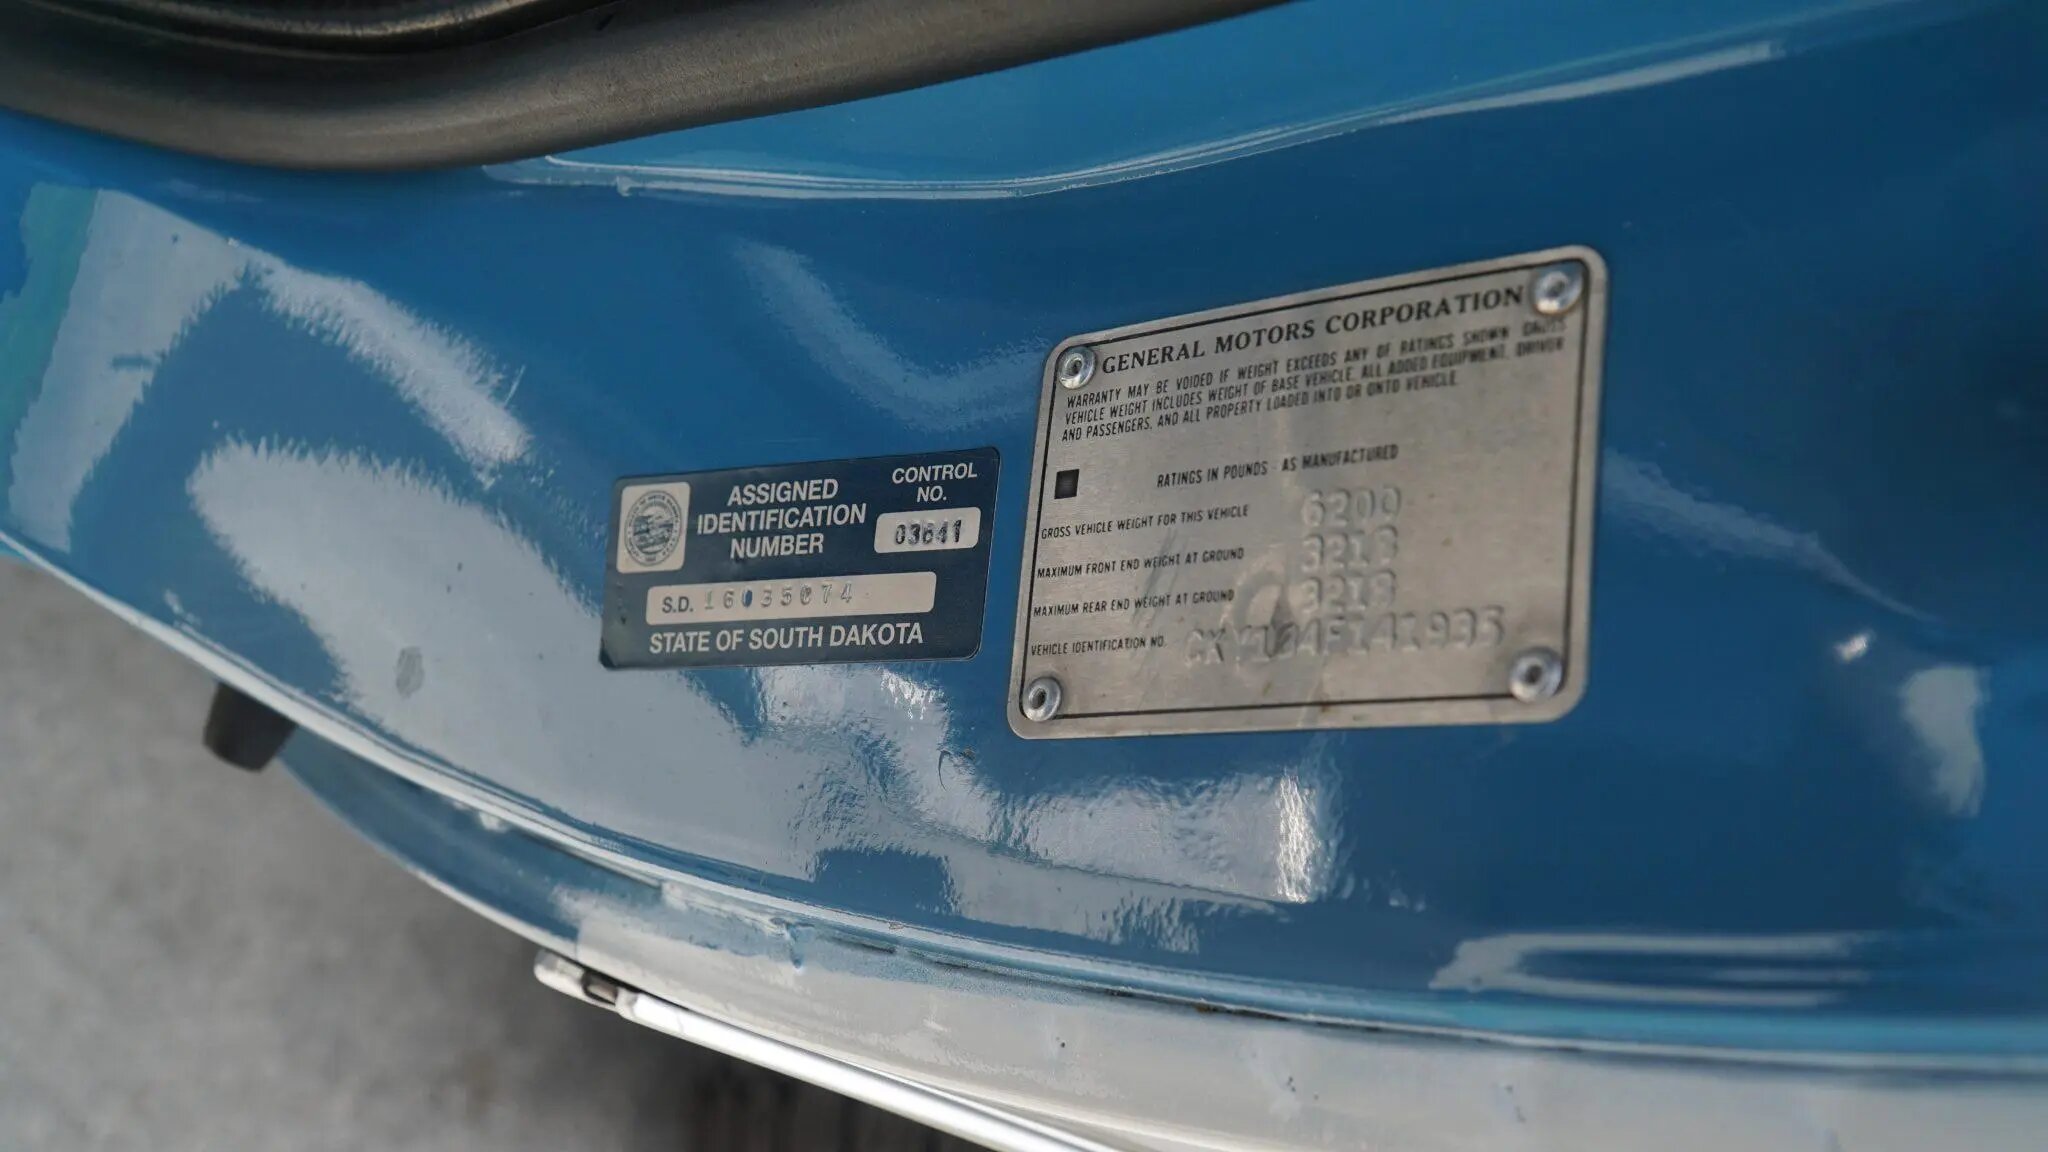 ASSIGNED
IDENTIFICATION
NUMBER
CONTROL
NO.
S.D.
STATE OF SOUTH DAKOTA
GENERAL MOTORS CORPORATION
WARRANTY MAY BE VOIDED IF WEIGHT EXCEEDS ANY OF RATINGS SHOWN. GROSS
VEHICLE WEIGHT INCLUDES WEIGHT OF BASE VEHICLE, ALL ADDED EQUIPMENT, DRIVER
AND PASSENGERS, AND ALL PROPERTY LOADED INTO OR ONTO VEHICLE.
RATINGS IN POUNDS - AS MANUFACTURED
GROSS VEHICLE WEIGHT FOR THIS VEHICLE 6200
MAXIMUM FRONT END WEIGHT AT GROUND
MAXIMUM REAR END WEIGHT AT GROUND
VEHICLE IDENTIFICATION NO.